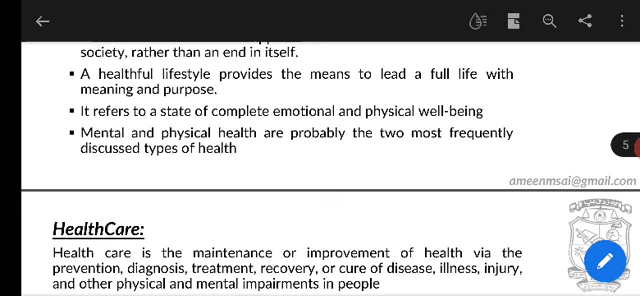 society, rather than an end in itself.
▪ A healthful lifestyle provides the means to lead a full life with
meaning and purpose.
▪ It refers to a state of complete emotional and physical well-being
▪ Mental and physical health are probably the two most frequently
discussed types of health
5
ameenmsai@gmail.com
HealthCare:
Health care is the maintenance or improvement of health via the
prevention, diagnosis, treatment, recovery, or cure of disease, illness, injury,
and other physical and mental impairments in people